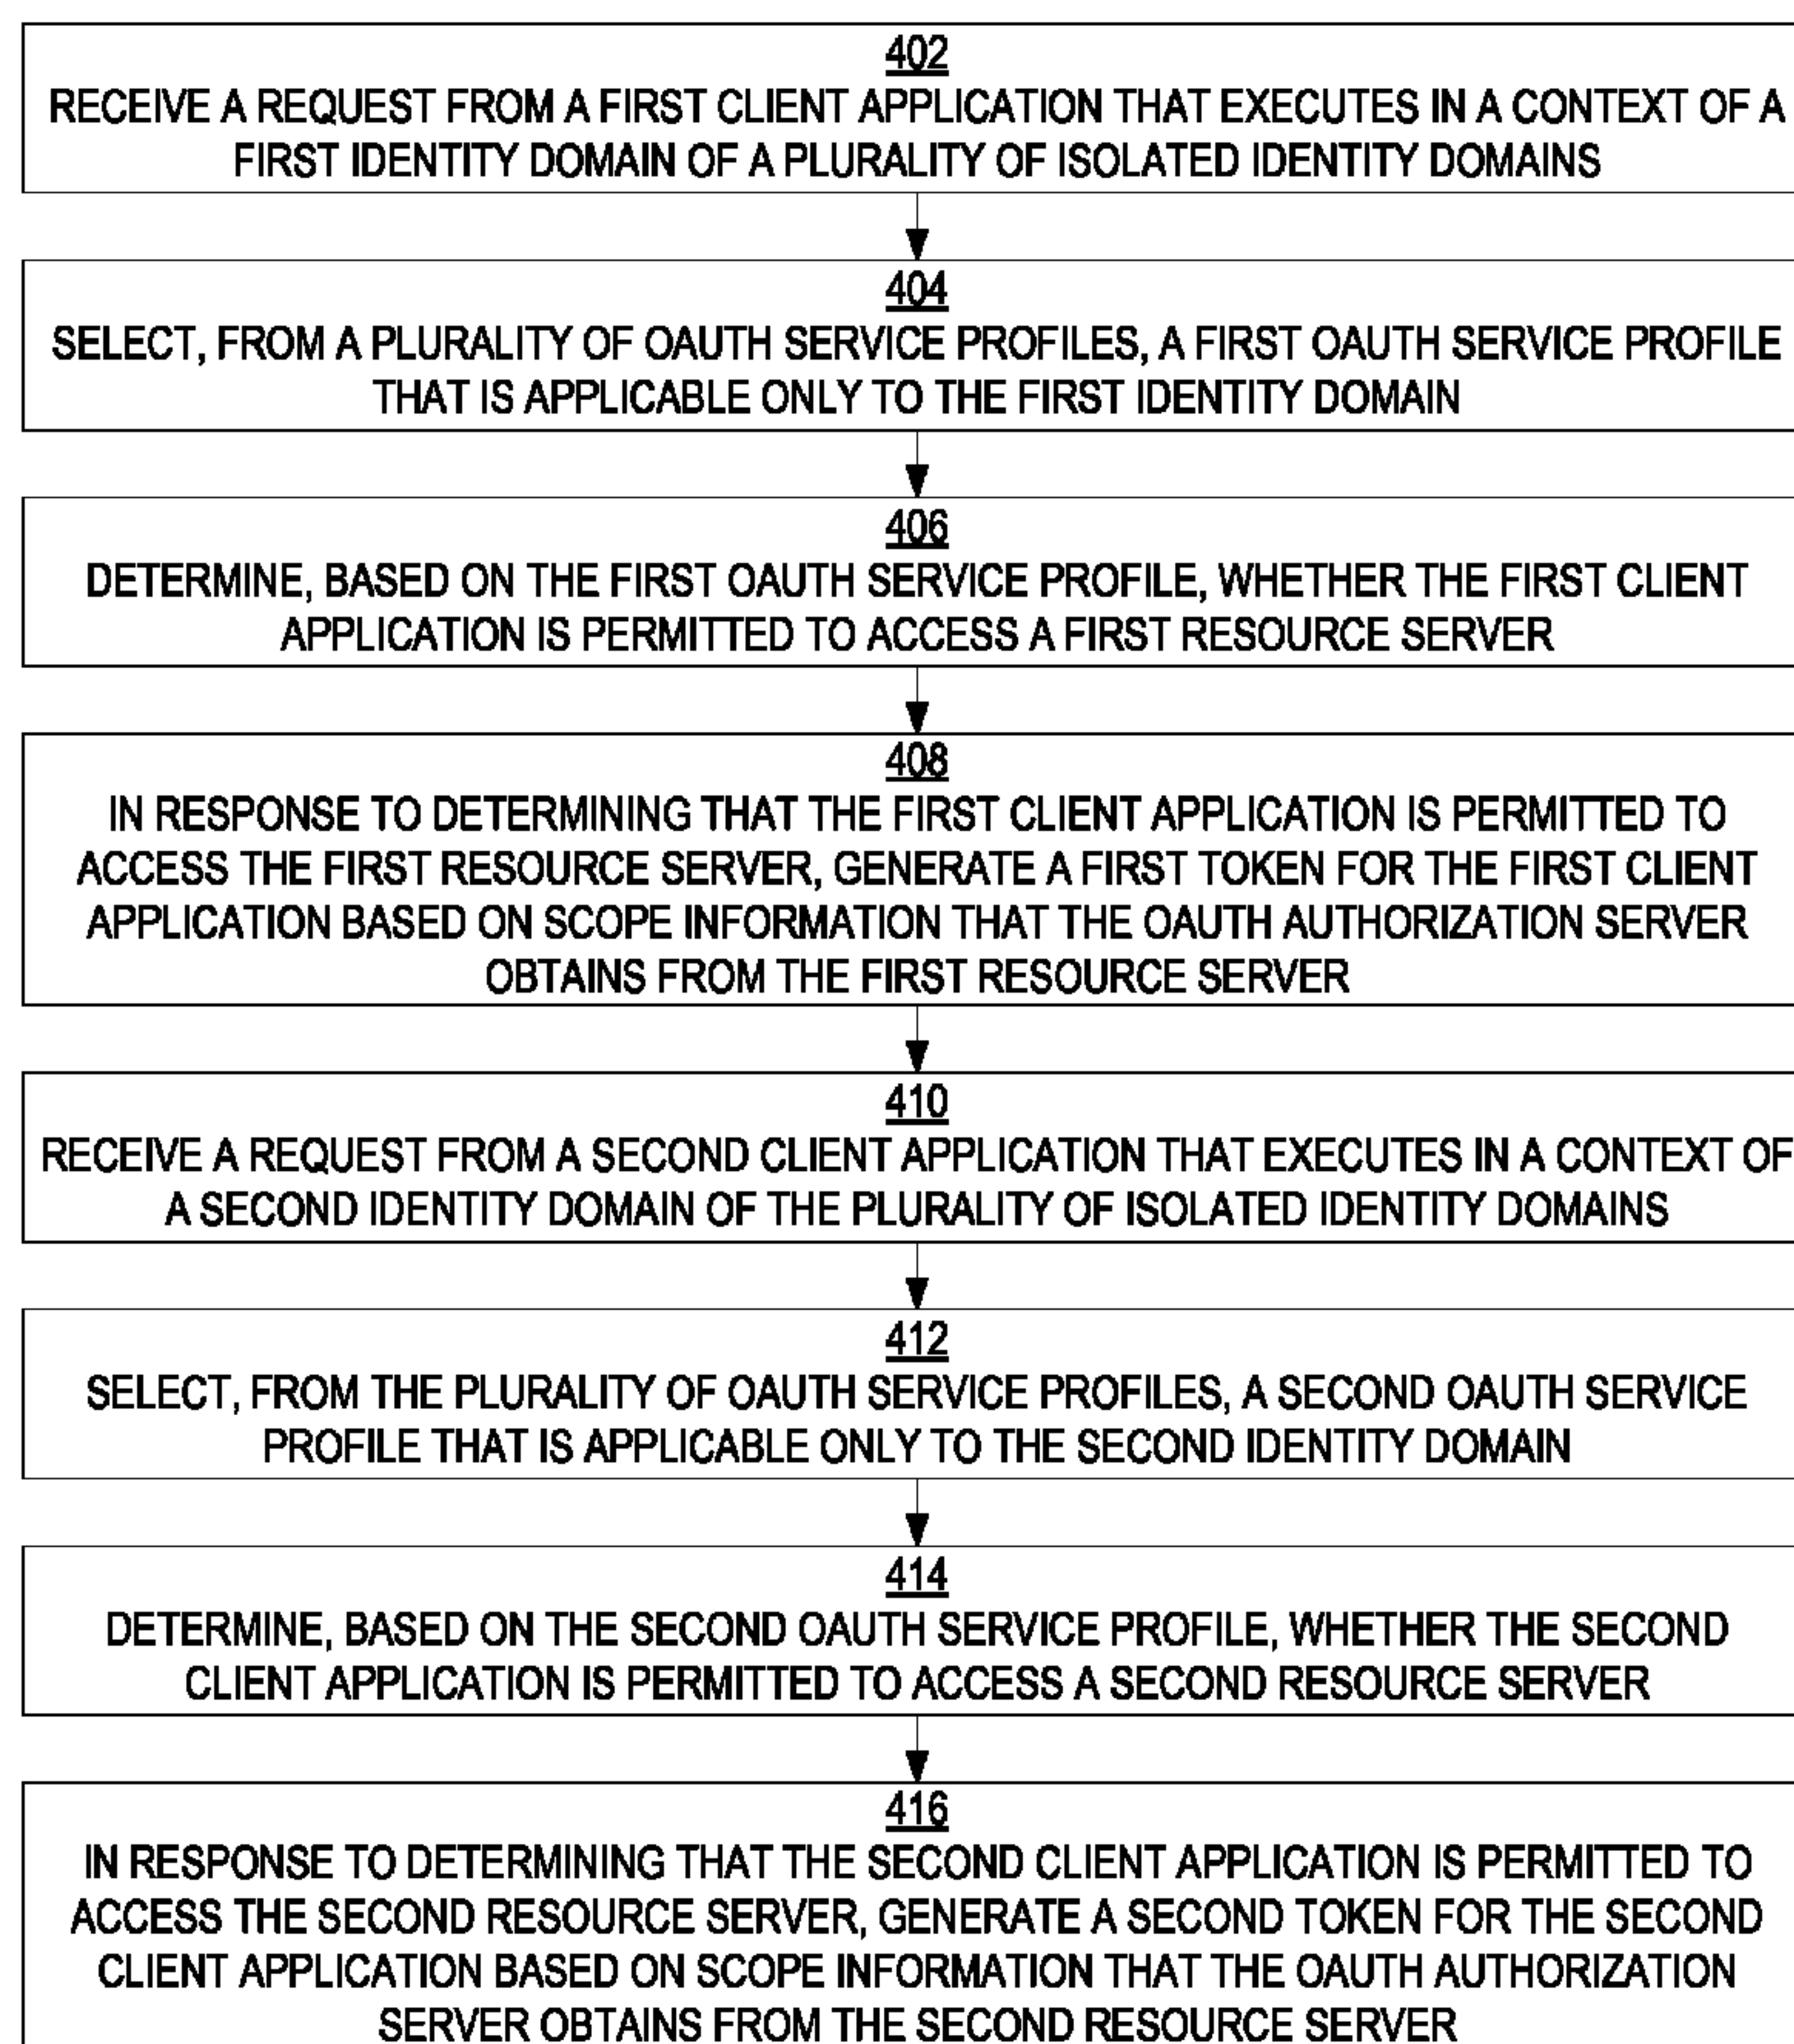 402
RECEIVE A REQUEST FROM A FIRST CLIENT APPLICATION THAT EXECUTES IN A CONTEXT OF A
FIRST IDENTITY DOMAIN OF A PLURALITY OF ISOLATED IDENTITY DOMAINS
404
SELECT, FROM A PLURALITY OF OAUTH SERVICE PROFILES, A FIRST OAUTH SERVICE PROFILE
THAT IS APPLICABLE ONLY TO THE FIRST IDENTITY DOMAIN
406
DETERMINE, BASED ON THE FIRST OAUTH SERVICE PROFILE, WHETHER THE FIRST CLIENT
APPLICATION IS PERMITTED TO ACCESS A FIRST RESOURCE SERVER
408
IN RESPONSE TO DETERMINING THAT THE FIRST CLIENT APPLICATION IS PERMITTED TO
ACCESS THE FIRST RESOURCE SERVER, GENERATE A FIRST TOKEN FOR THE FIRST CLIENT
APPLICATION BASED ON SCOPE INFORMATION THAT THE OAUTH AUTHORIZATION SERVER
OBTAINS FROM THE FIRST RESOURCE SERVER
410
RECEIVE A REQUEST FROM A SECOND CLIENT APPLICATION THAT EXECUTES IN A CONTEXT OF
A SECOND IDENTITY DOMAIN OF THE PLURALITY OF ISOLATED IDENTITY DOMAINS
412
SELECT, FROM THE PLURALITY OF OAUTH SERVICE PROFILES, A SECOND OAUTH SERVICE
PROFILE THAT IS APPLICABLE ONLY TO THE SECOND IDENTITY DOMAIN
414
DETERMINE, BASED ON THE SECOND OAUTH SERVICE PROFILE, WHETHER THE SECOND
CLIENT APPLICATION IS PERMITTED TO ACCESS A SECOND RESOURCE SERVER
416
IN RESPONSE TO DETERMINING THAT THE SECOND CLIENT APPLICATION IS PERMITTED TO
ACCESS THE SECOND RESOURCE SERVER, GENERATE A SECOND TOKEN FOR THE SECOND
CLIENT APPLICATION BASED ON SCOPE INFORMATION THAT THE OAUTH AUTHORIZATION
SERVER OBTAINS FROM THE SECOND RESOURCE SERVER